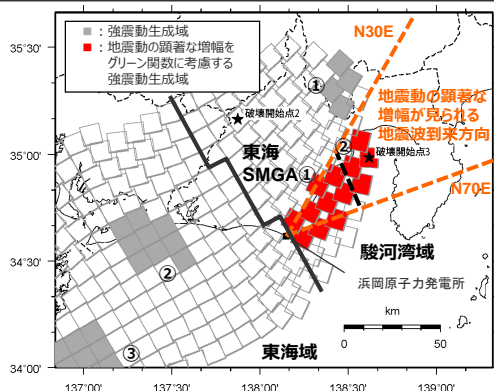 :強震動生成域
:地震動の顕著な増幅を
グリーン関数に考慮する
強震動生成域
N30E
地震動の顕著な
増幅が見られる
地震波到来方向
N70E
①
破壊開始点2
東海
SMGA①
②
破壊開始点3
駿河湾域
浜岡原子力発電所
②
km
0 50
③
東海域
35°30'
35°00'
34°30'
34°00'
137°00' 137°30' 138°00' 138°30' 139°00'